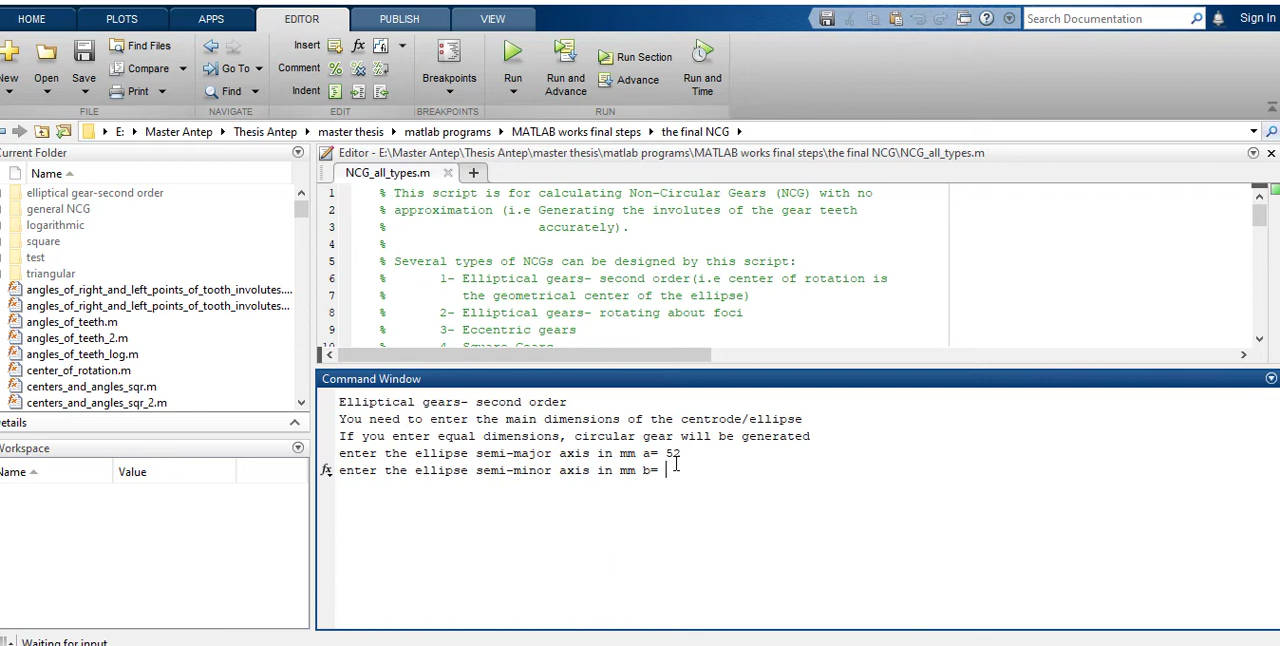 HOME PLOTS APPS EDITOR PUBLISH VIEW Search Documentation Sign In
New Open Save Find Files Compare Print
Insert Comment Indent
Go To Find
Breakpoints
Run Run and Advance Run Section Advance Run and Time
FILE NAVIGATE EDIT BREAKPOINTS RUN
E: Master Antep Thesis Antep master thesis matlab programs MATLAB works final steps the final NCG
Current Folder
Name
elliptical gear-second order
general NCG
logarithmic
square
test
triangular
angles_of_right_and_left_points_of_tooth_involutes....
angles_of_right_and_left_points_of_tooth_involutes...
angles_of_teeth.m
angles_of_teeth_2.m
angles_of_teeth_log.m
center_of_rotation.m
centers_and_angles_sqr.m
centers_and_angles_sqr_2.m
Details
Workspace
Name Value
Editor - E:\Master Antep\Thesis Antep\master thesis\matlab programs\MATLAB works final steps\the final NCG\NCG_all_types.m
NCG_all_types.m
1 % This script is for calculating Non-Circular Gears (NCG) with no
2 % approximation (i.e Generating the involutes of the gear teeth
3 % accurately).
4 %
5 % Several types of NCGs can be designed by this script:
6 % 1- Elliptical gears- second order(i.e center of rotation is
7 % the geometrical center of the ellipse)
8 % 2- Elliptical gears- rotating about foci
9 % 3- Eccentric gears
10 % 4- Square Gears
Command Window
Elliptical gears- second order
You need to enter the main dimensions of the centrode/ellipse
If you enter equal dimensions, circular gear will be generated
enter the ellipse semi-major axis in mm a= 52
fx enter the ellipse semi-minor axis in mm b=
Waiting for input